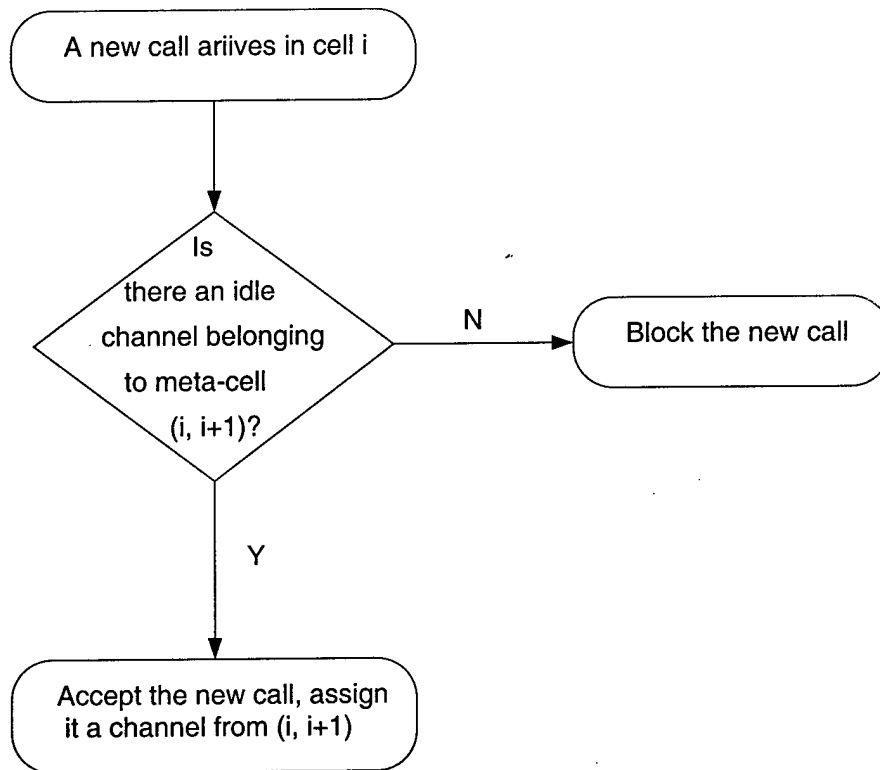 A new call ariives in cell i
Is
there an idle
channel belonging
to meta-cell
(i, i+1)?
N
Block the new call
Y
Accept the new call, assign
it a channel from (i, i+1)